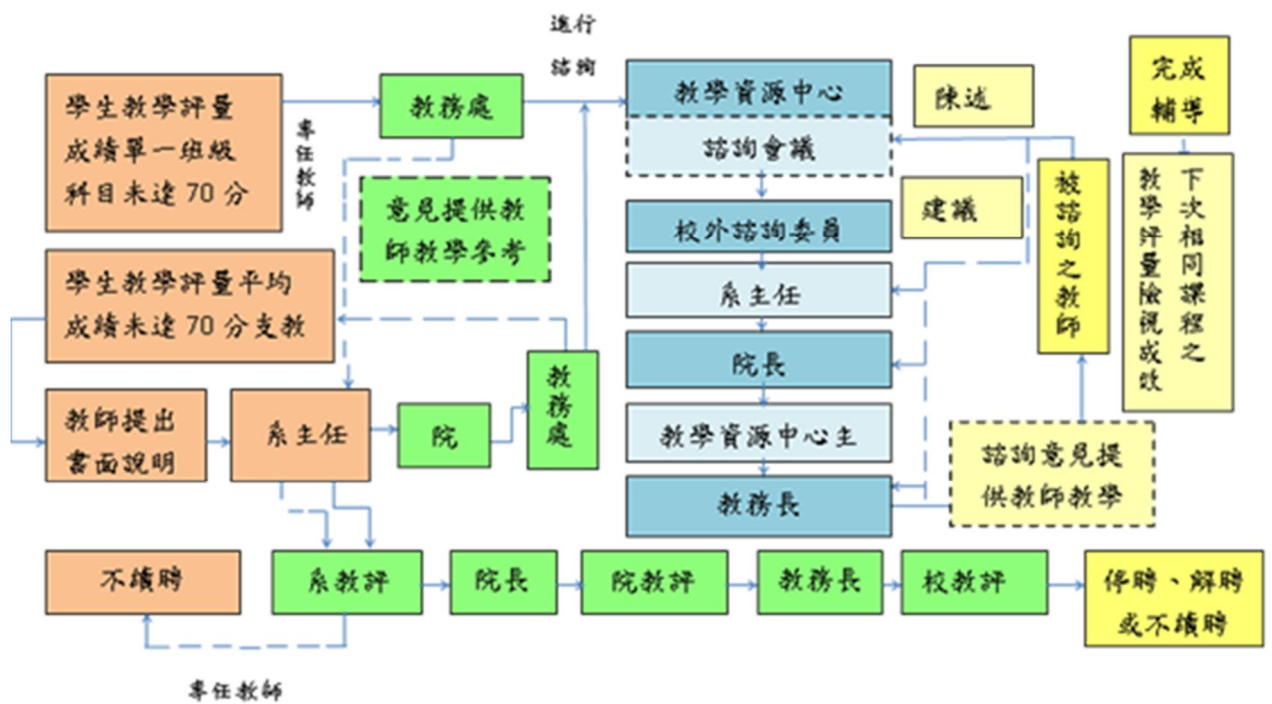 進行
諮詢
學生教學評量
成績單一班級
科目未達 70 分
專任教師
教務處
教學資源中心
諮詢會議
陳述
完成
輔導
意見提供教
師教學參考
校外諮詢委員
建議
被諮詢之教師
下次相同課程之
教學評量檢視成效
學生教學評量平均
成績未達 70 分支教
系主任
院長
教務處
教師提出
書面說明
系主任
院
教學資源中心主
諮詢意見提
供教師教學
教務長
不續聘
系教評
院長
院教評
教務長
校教評
停聘、解聘
或不續聘
專任教師